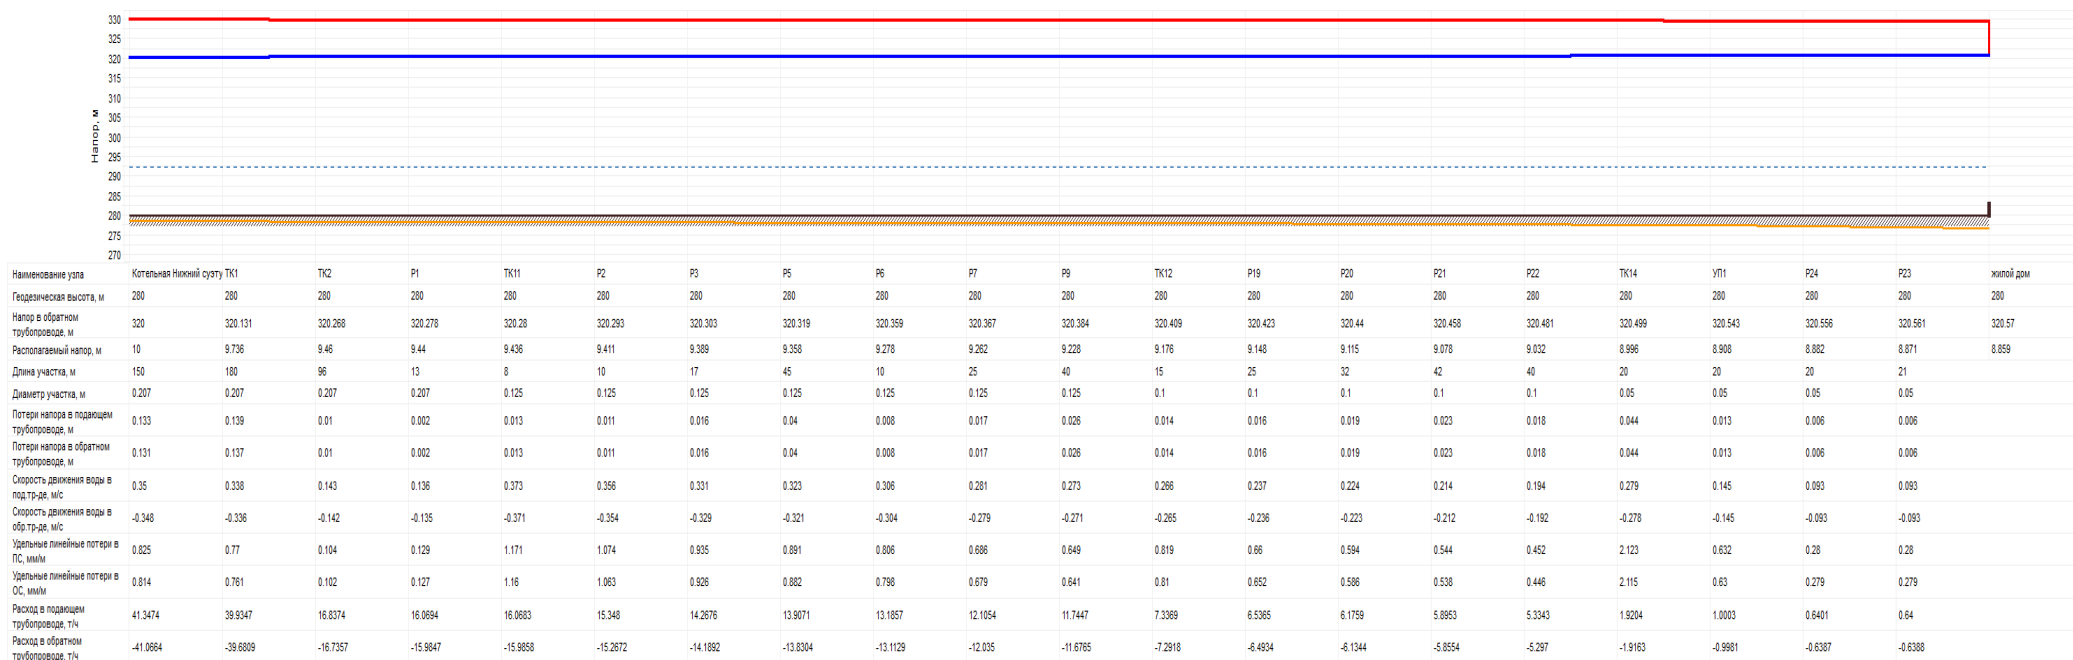 330
325
320
315
310
305
300
295
290
285
280
275
270
Напор, м
Наименование узла Котельная Нижний суэту ТК1 ТК2 Р1 ТК11 Р2 Р3 Р5 Р6 Р7 Р9 ТК12 Р19 Р20 Р21 Р22 ТК14 УП1 Р24 Р23 жилой дом
Геодезическая высота, м 280 280 280 280 280 280 280 280 280 280 280 280 280 280 280 280 280 280 280 280 280
Напор в обратном
трубопроводе, м 320 320.131 320.268 320.278 320.28 320.293 320.303 320.319 320.359 320.367 320.384 320.409 320.423 320.44 320.458 320.481 320.499 320.543 320.556 320.561 320.57
Располагаемый напор, м 10 9.736 9.46 9.44 9.436 9.411 9.389 9.358 9.278 9.262 9.228 9.176 9.148 9.115 9.078 9.032 8.996 8.908 8.882 8.871 8.859
Длина участка, м 150 180 96 13 8 10 17 45 10 25 40 15 25 32 42 40 20 20 20 21
Диаметр участка, м 0.207 0.207 0.207 0.207 0.125 0.125 0.125 0.125 0.125 0.125 0.125 0.1 0.1 0.1 0.1 0.1 0.05 0.05 0.05 0.05
Потери напора в подающем
трубопроводе, м 0.133 0.139 0.01 0.002 0.013 0.011 0.016 0.04 0.008 0.017 0.026 0.014 0.016 0.019 0.023 0.018 0.044 0.013 0.006 0.006
Потери напора в обратном
трубопроводе, м 0.131 0.137 0.01 0.002 0.013 0.011 0.016 0.04 0.008 0.017 0.026 0.014 0.016 0.019 0.023 0.018 0.044 0.013 0.006 0.006
Скорость движения воды в
под.тр-де, м/с 0.35 0.338 0.143 0.136 0.373 0.356 0.331 0.323 0.306 0.281 0.273 0.266 0.237 0.224 0.214 0.194 0.279 0.145 0.093 0.093
Скорость движения воды в
обр.тр-де, м/с -0.348 -0.336 -0.142 -0.135 -0.371 -0.354 -0.329 -0.321 -0.304 -0.279 -0.271 -0.265 -0.236 -0.223 -0.212 -0.192 -0.278 -0.145 -0.093 -0.093
Удельные линейные потери в
ПС, мм/м 0.825 0.77 0.104 0.129 1.171 1.074 0.935 0.891 0.806 0.686 0.649 0.819 0.66 0.594 0.544 0.452 2.123 0.632 0.28 0.28
Удельные линейные потери в
ОС, мм/м 0.814 0.761 0.102 0.127 1.16 1.063 0.926 0.882 0.798 0.679 0.641 0.81 0.652 0.586 0.538 0.446 2.115 0.63 0.279 0.279
Расход в подающем
трубопроводе, т/ч 41.3474 39.9347 16.8374 16.0694 16.0683 15.348 14.2676 13.9071 13.1857 12.1054 11.7447 7.3369 6.5365 6.1759 5.8953 5.3343 1.9204 1.0003 0.6401 0.64
Расход в обратном
трубопроводе, т/ч -41.0664 -39.6809 -16.7357 -15.9847 -15.9858 -15.2672 -14.1892 -13.8304 -13.1129 -12.035 -11.6765 -7.2918 -6.4934 -6.1344 -5.8554 -5.297 -1.9163 -0.9981 -0.6387 -0.6388